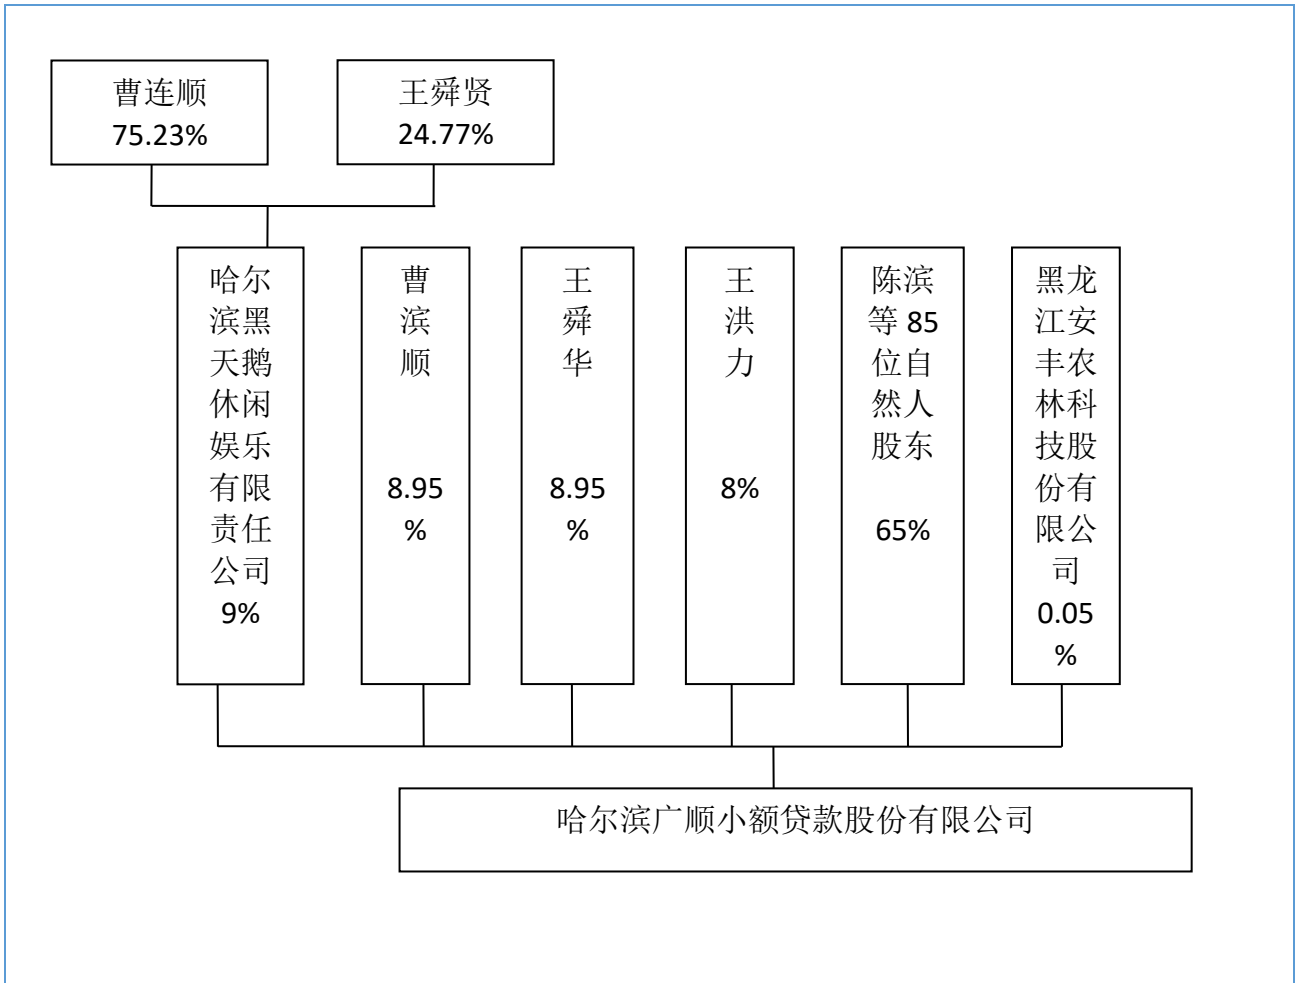 曹连顺
75.23%
王舜贤
24.77%
哈尔
滨黑
天鹅
休闲
娱乐
有限
责任
公司
9%
曹
滨
顺
8.95
%
王
舜
华
8.95
%
王
洪
力
8%
陈滨
等 85
位自
然人
股东
65%
黑龙
江安
丰农
林科
技股
份有
限公
司
0.05
%
哈尔滨广顺小额贷款股份有限公司